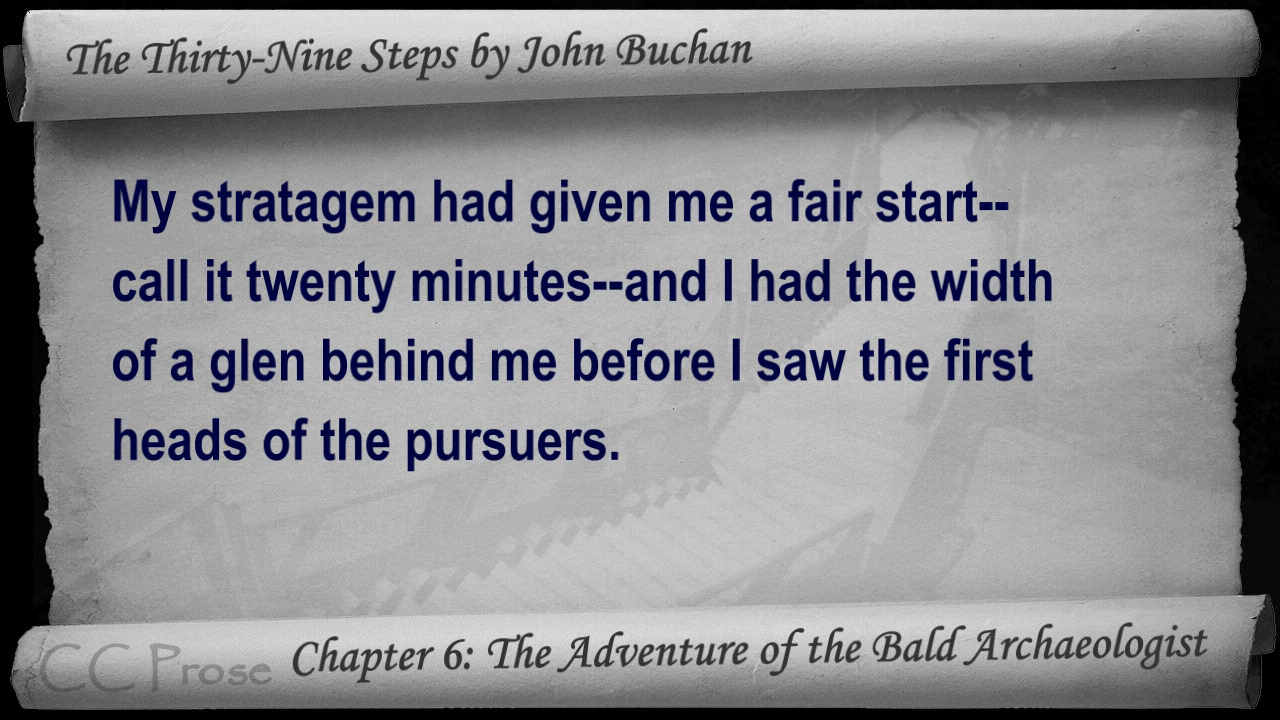 The Thirty-Nine Steps by John Buchan
My stratagem had given me a fair start--
call it twenty minutes--and I had the width
of a glen behind me before I saw the first
heads of the pursuers.
CC Prose
Chapter 6: The Adventure of the Bald Archaeologist